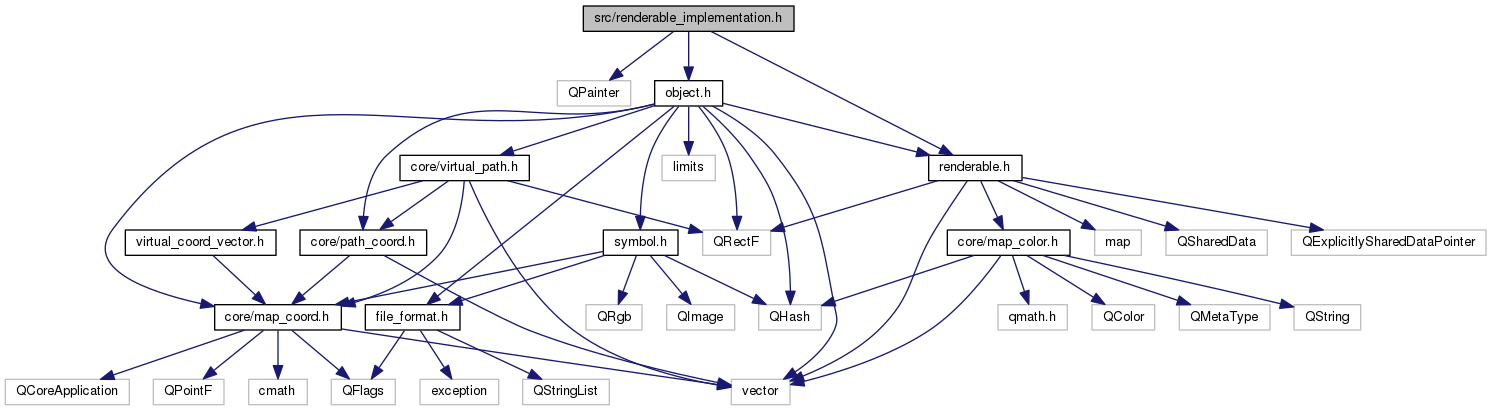 src/renderable_implementation.h
QPainter
object.h
core/virtual_path.h
limits
renderable.h
virtual_coord_vector.h
core/path_coord.h
symbol.h
QRectF
core/map_color.h
map
QSharedData
QExplicitlySharedDataPointer
core/map_coord.h
file_format.h
QRgb
QImage
QHash
qmath.h
QColor
QMetaType
QString
QCoreApplication
QPointF
cmath
QFlags
exception
QStringList
vector